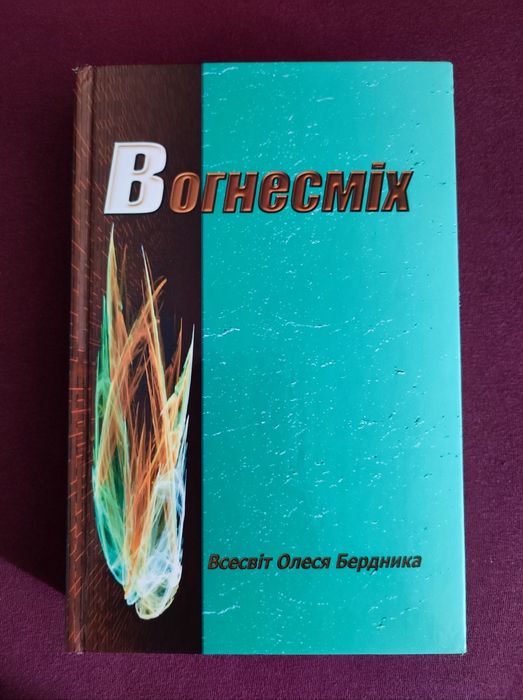 Вогнесміх
Всесвіт Олеся Бердника